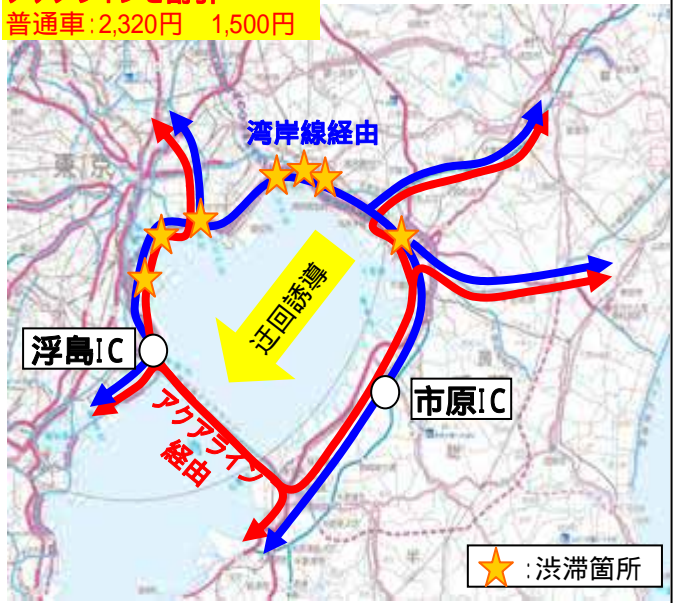 普通車:2,320円 1,500円
湾岸線経由
東京
迂回誘導
浮島IC
アクアライン
経由
市原IC
:渋滞箇所